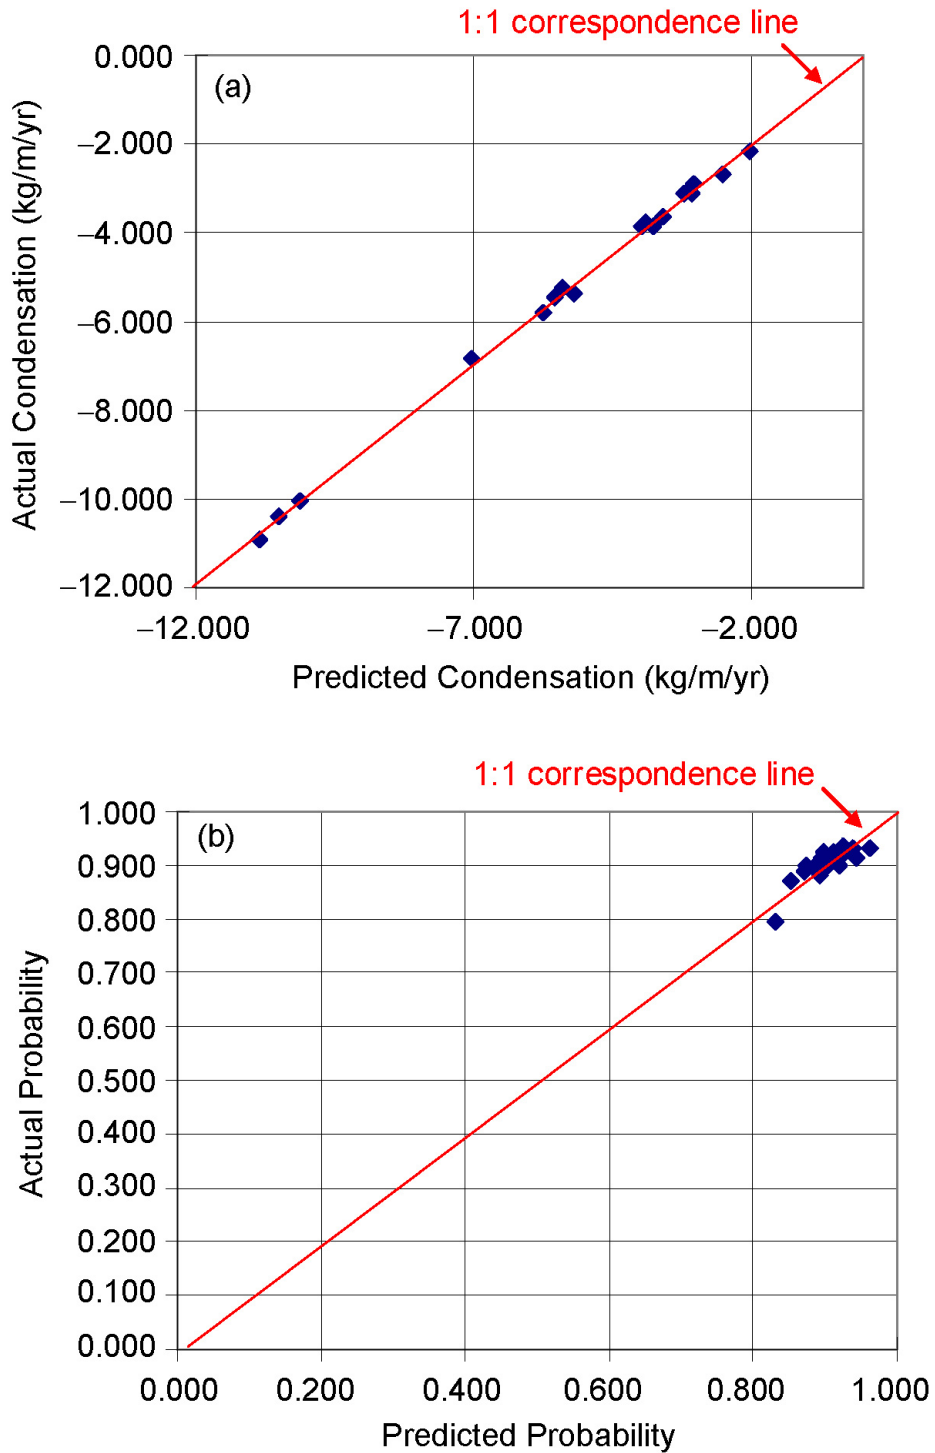 1:1 correspondence line
(a)
0.000
−2.000
−4.000
−6.000
−8.000
−10.000
−12.000
Actual Condensation (kg/m/yr)
−12.000 −7.000 −2.000
Predicted Condensation (kg/m/yr)
1:1 correspondence line
(b)
1.000
0.900
0.800
0.700
0.600
0.500
0.400
0.300
0.200
0.100
0.000
Actual Probability
0.000 0.200 0.400 0.600 0.800 1.000
Predicted Probability